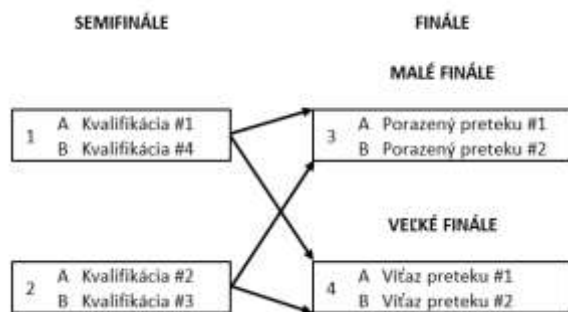 SEMIFINÁLE
FINÁLE
MALÉ FINÁLE
1
A Kvalifikácia #1
B Kvalifikácia #4
3
A Porazený preteku #1
B Porazený preteku #2
VEĽKÉ FINÁLE
2
A Kvalifikácia #2
B Kvalifikácia #3
4
A Víťaz preteku #1
B Víťaz preteku #2